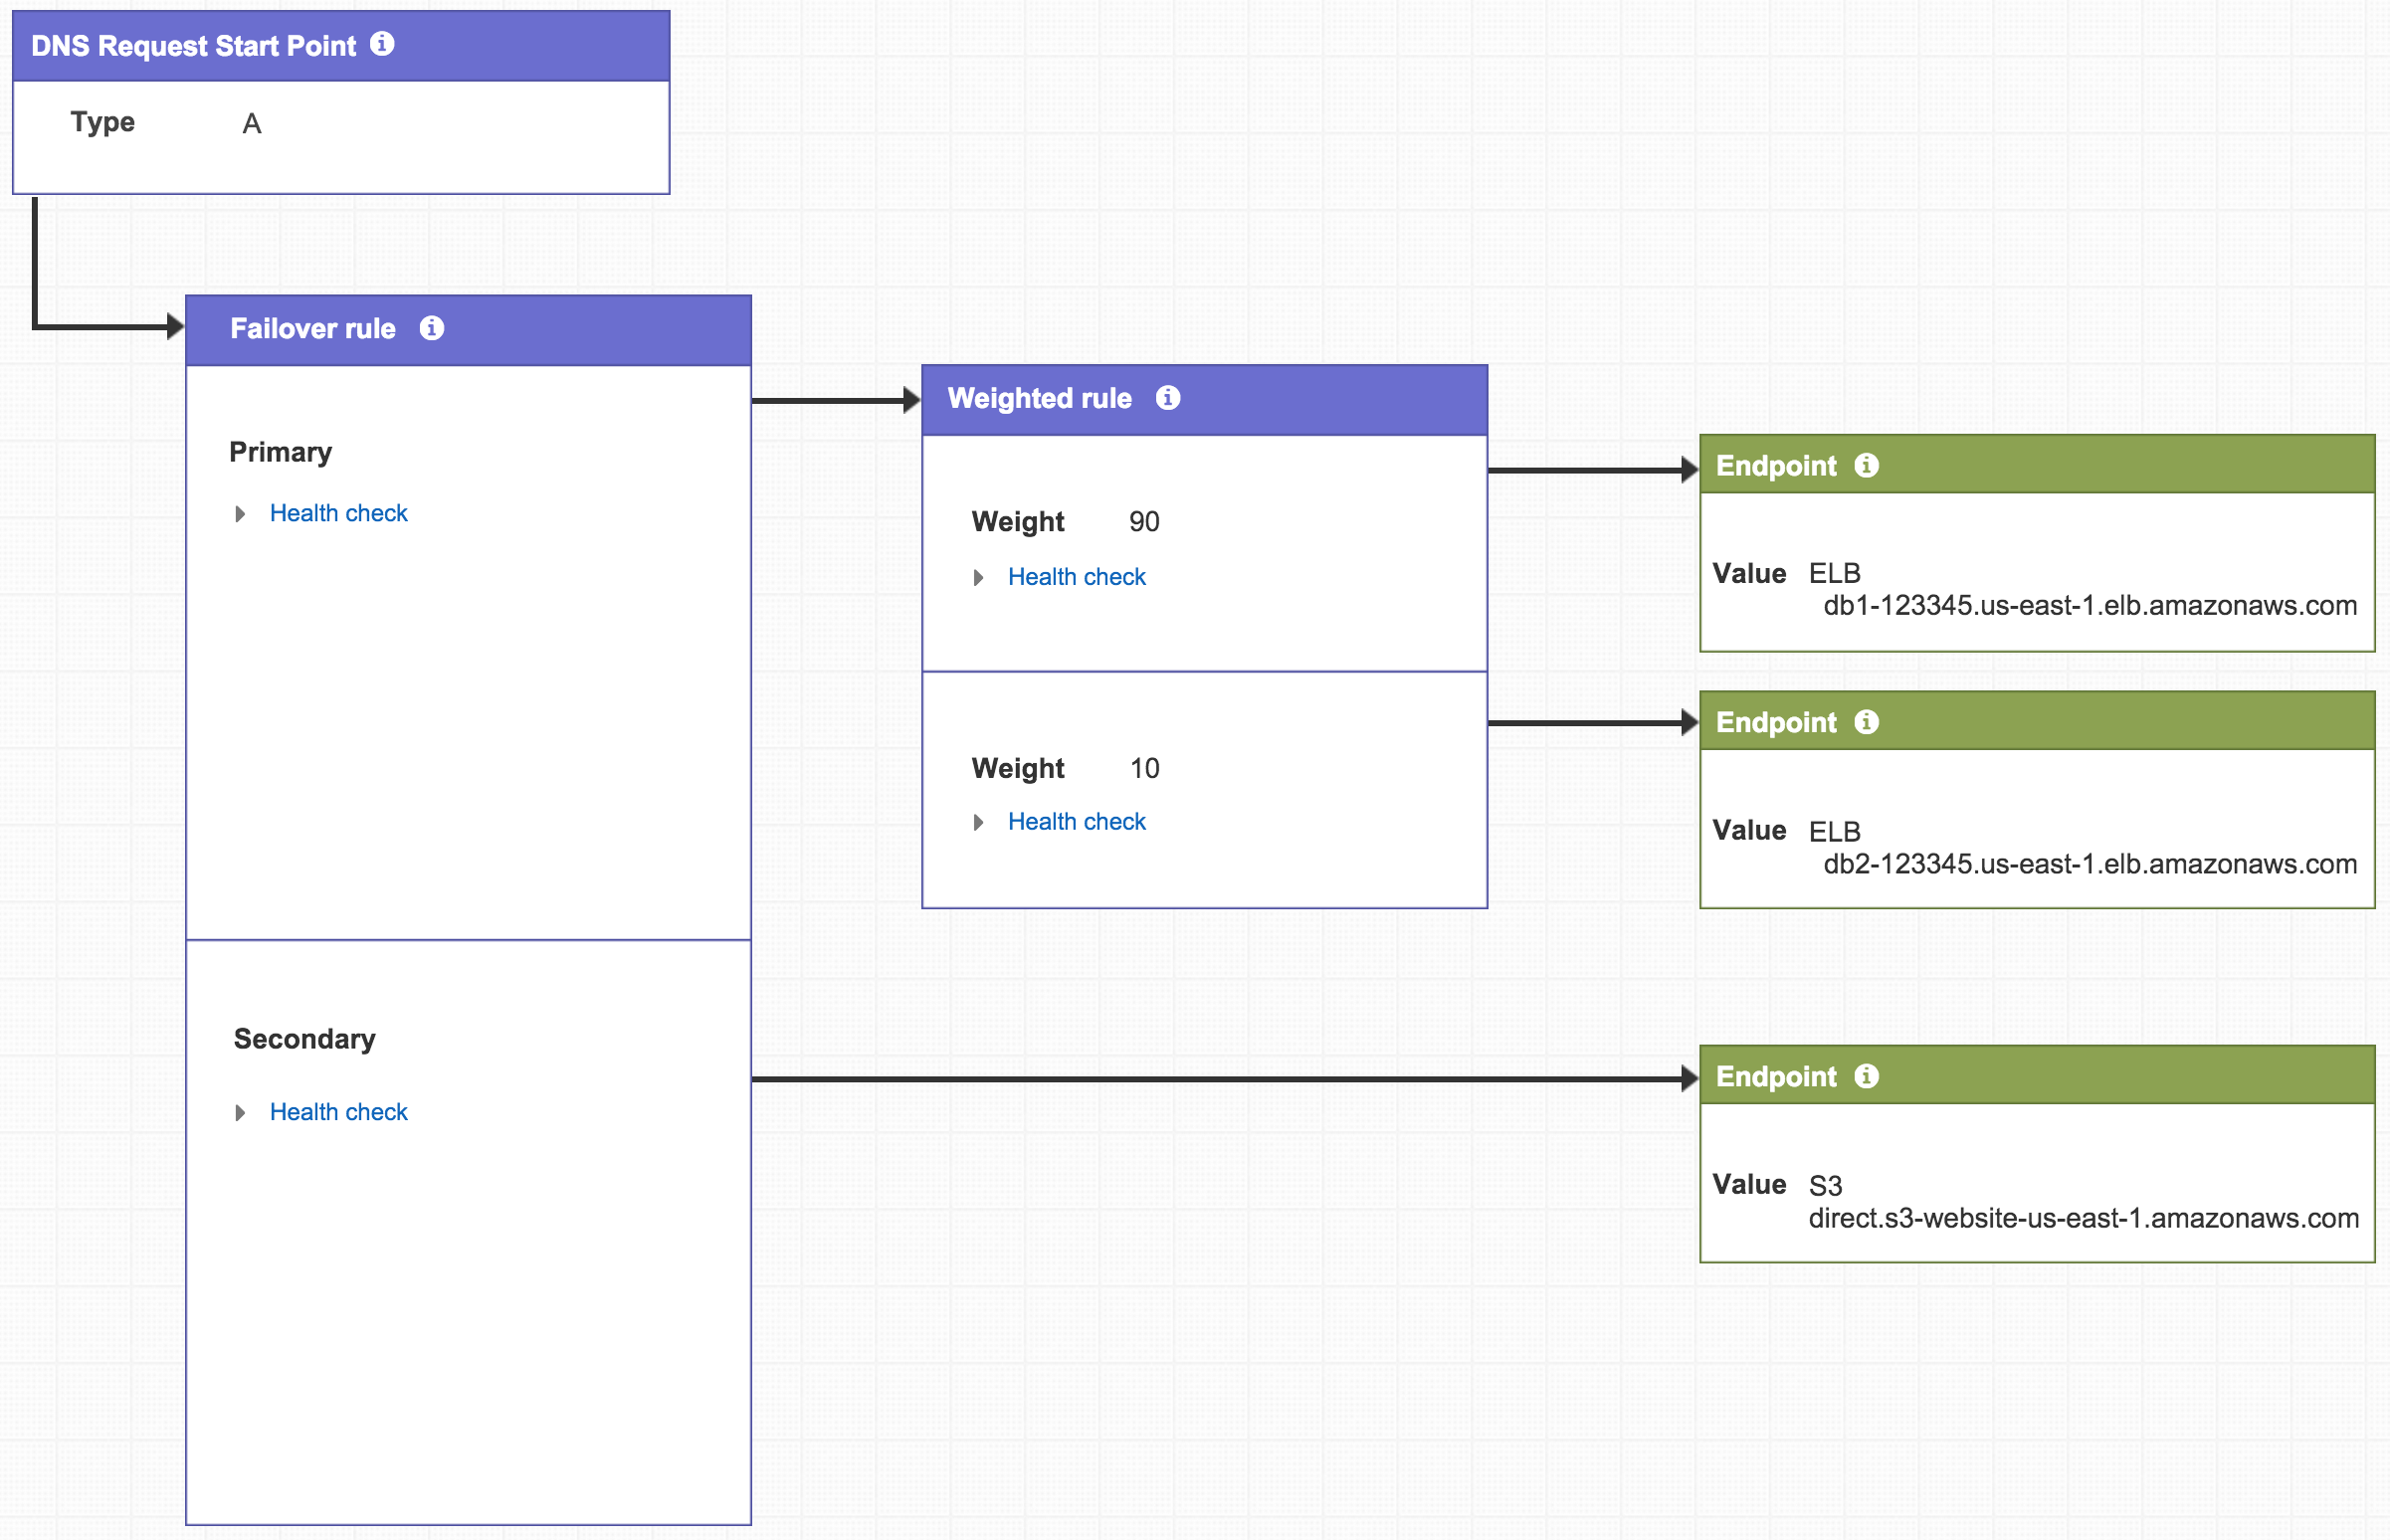 DNS Request Start Point
Type A
Failover rule
Primary
Health check
Secondary
Health check
Weighted rule
Weight 90
Health check
Weight 10
Health check
Endpoint
Value ELB
db1-123345.us-east-1.elb.amazonaws.com
Endpoint
Value ELB
db2-123345.us-east-1.elb.amazonaws.com
Endpoint
Value S3
direct.s3-website-us-east-1.amazonaws.com